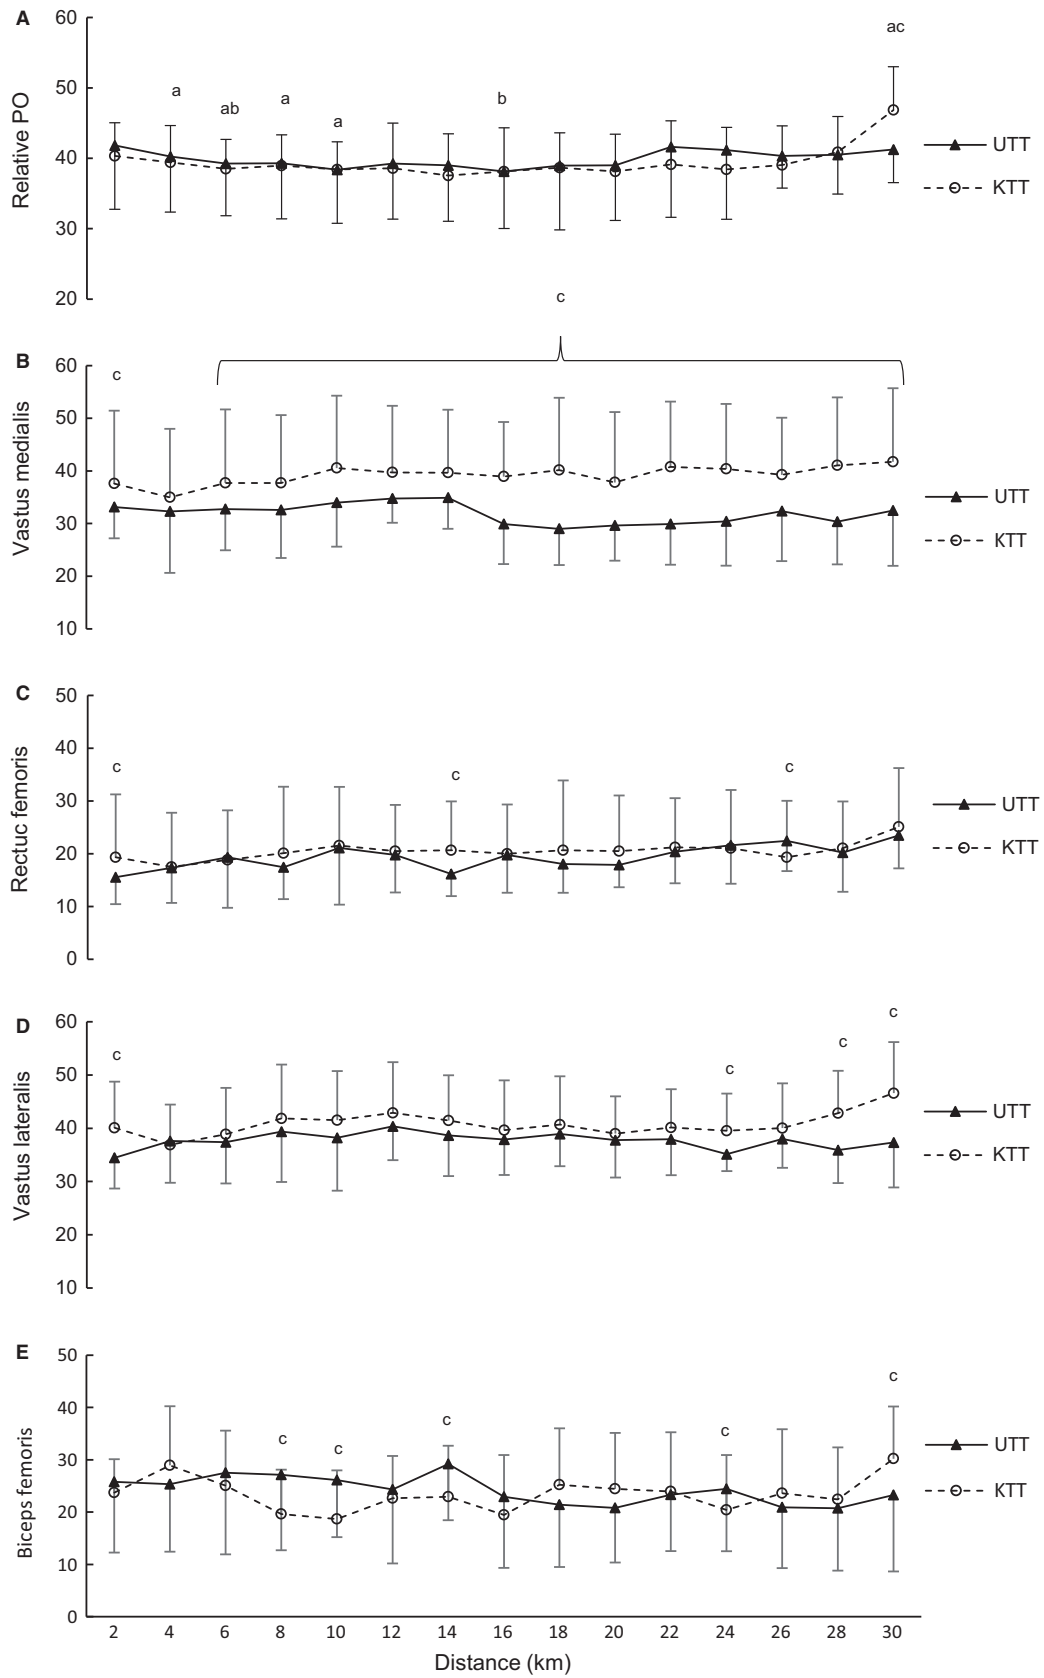 A
Relative PO
60
50
40
30
20
a
ab
a
a
b
ac
UTT
KTT
B
Vastus medialis
60
50
40
30
20
10
c
c
UTT
KTT
C
Rectuc femoris
50
40
30
20
10
0
c
c
c
UTT
KTT
D
Vastus lateralis
60
50
40
30
20
10
c
c
c
c
UTT
KTT
E
Biceps femoris
50
40
30
20
10
0
c
c
c
c
c
UTT
KTT
2 4 6 8 10 12 14 16 18 20 22 24 26 28 30
Distance (km)